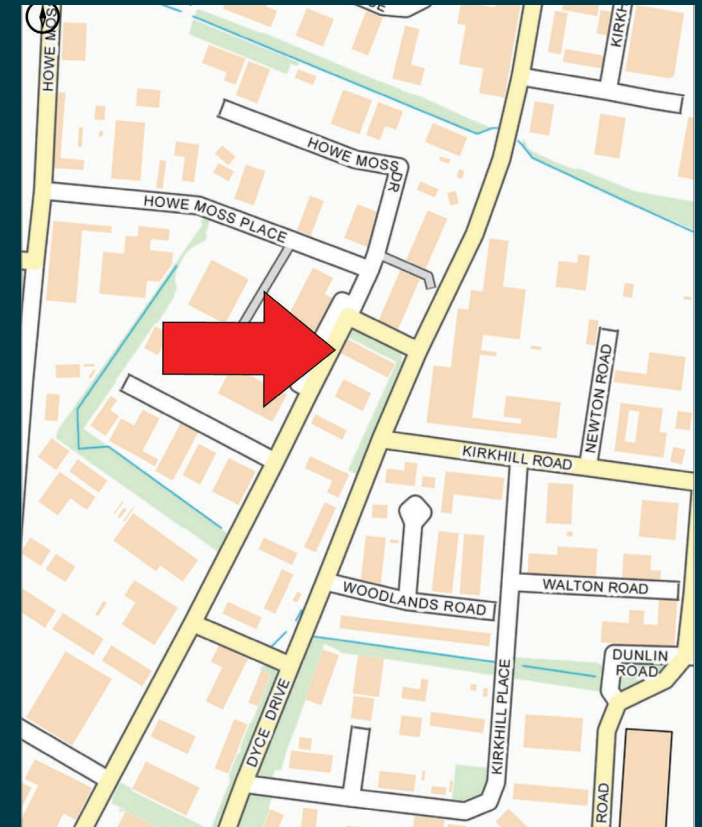 HOWE MOSS
KIRKH
HOWE MOSS
DR
HOWE MOSS PLACE
NEWTON ROAD
KIRKHILL ROAD
WOODLANDS ROAD
WALTON ROAD
DUNLIN
ROAD
KIRKHILL PLACE
DYCE DRIVE
ROAD